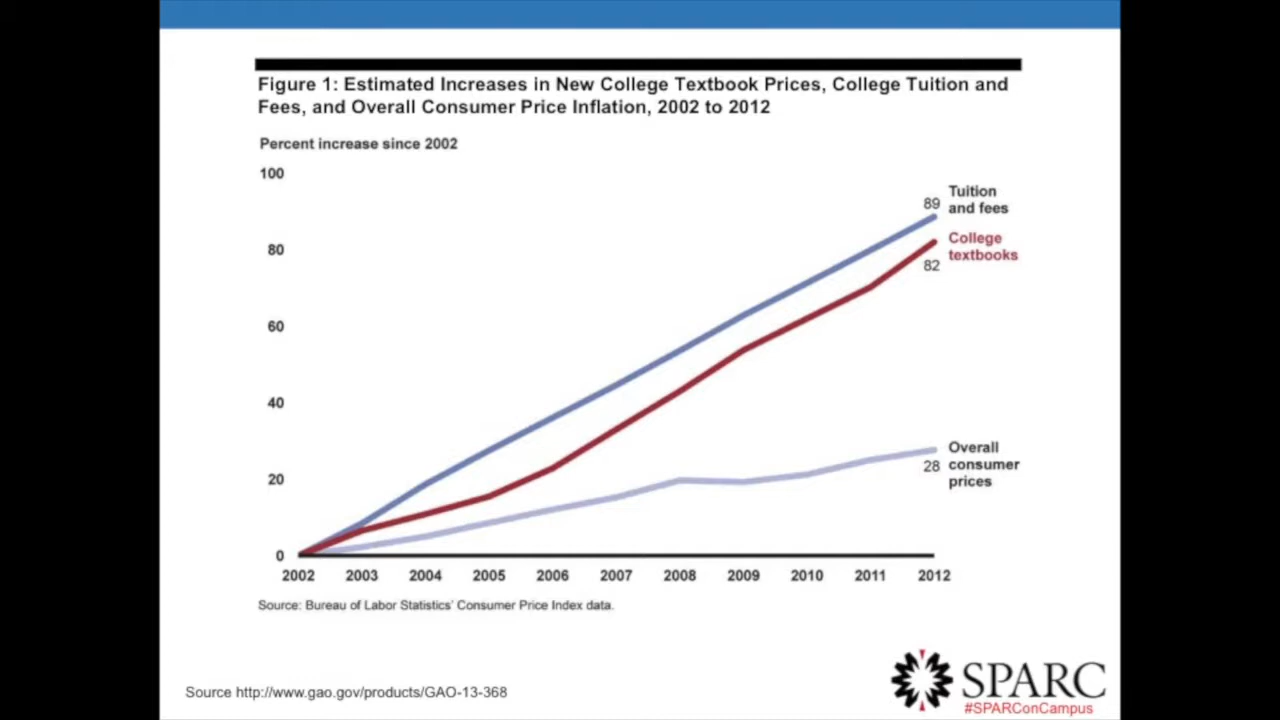 Figure 1: Estimated Increases in New College Textbook Prices, College Tuition and
Fees, and Overall Consumer Price Inflation, 2002 to 2012
Percent increase since 2002
100
80
60
40
20
0
89
Tuition
and fees
College
textbooks
82
Overall
consumer
prices
28
2002 2003 2004 2005 2006 2007 2008 2009 2010 2011 2012
Source: Bureau of Labor Statistics' Consumer Price Index data.
Source http://www.gao.gov/products/GAO-13-368
SPARC
#SPARConCampus